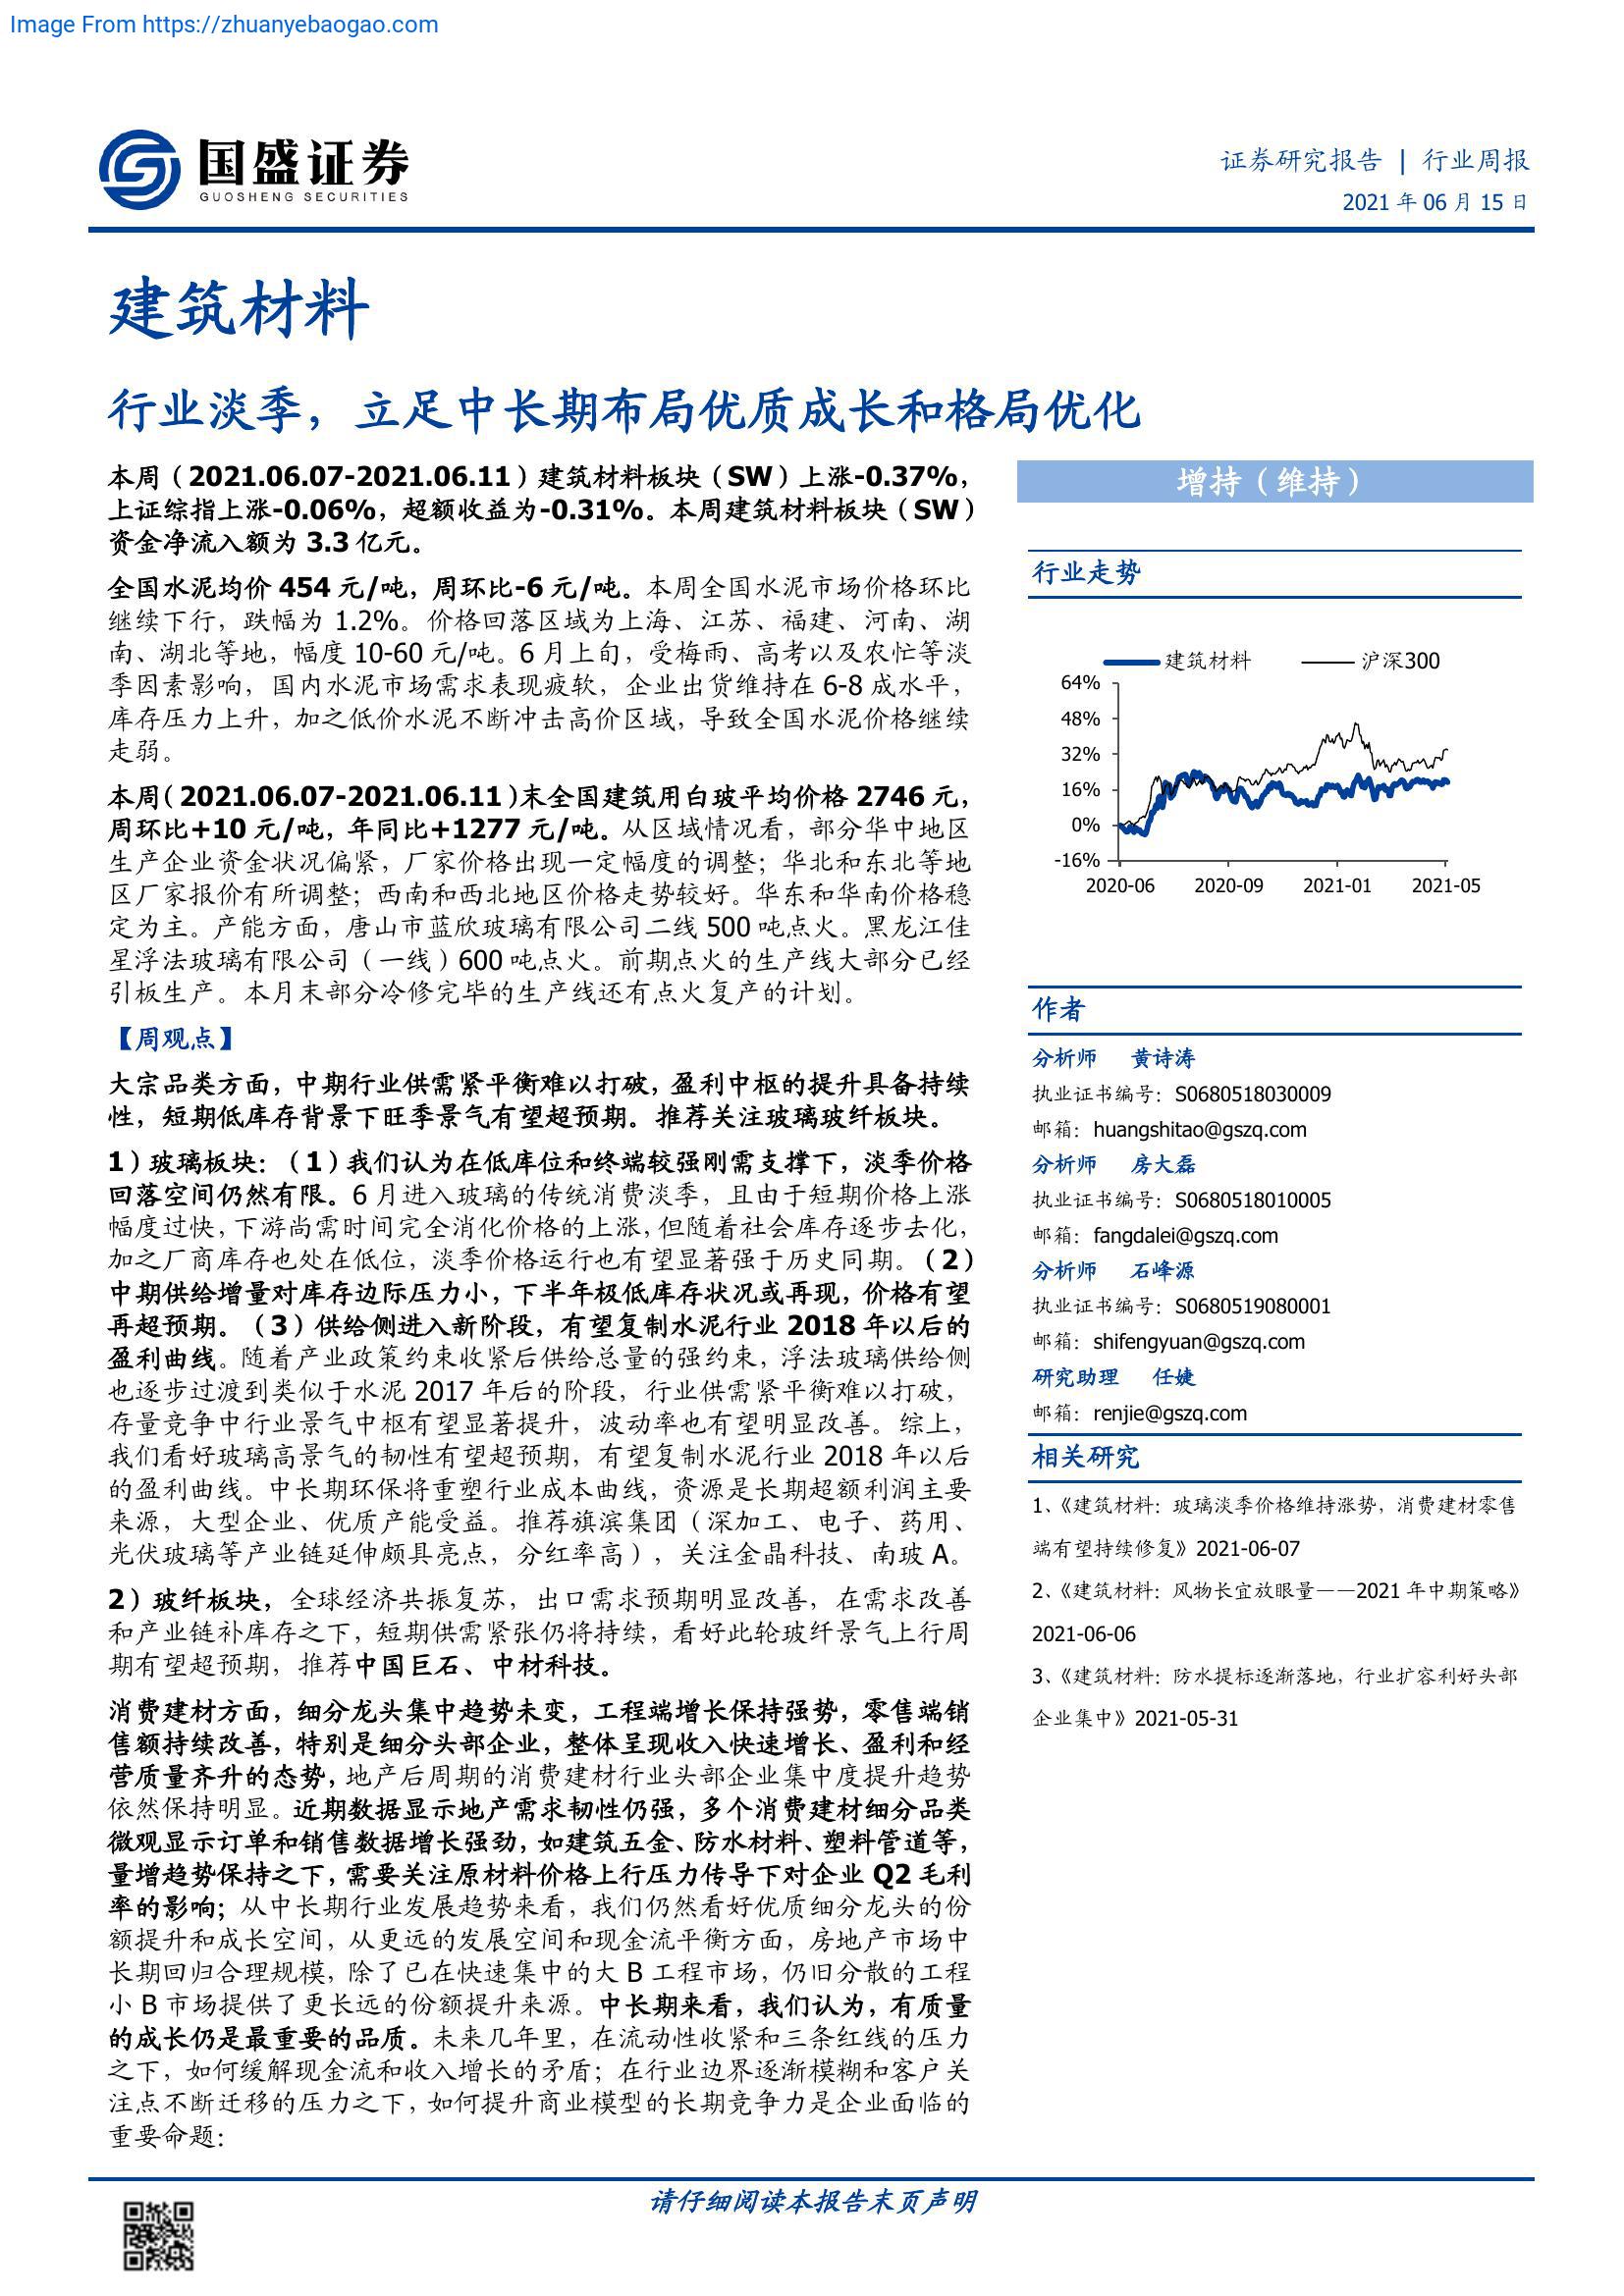 Image From https://zhuanyebaogao.com
国盛证券
GUOSHENG SECURITIES
证券研究报告 | 行业周报
2021 年 06 月 15 日
建筑材料
行业淡季，立足中长期布局优质成长和格局优化
本周（2021.06.07-2021.06.11）建筑材料板块（SW）上涨-0.37%，
上证综指上涨-0.06%，超额收益为-0.31%。本周建筑材料板块（SW）
资金净流入额为 3.3 亿元。
全国水泥均价 454 元/吨，周环比-6 元/吨。本周全国水泥市场价格环比
继续下行，跌幅为 1.2%。价格回落区域为上海、江苏、福建、河南、湖
南、湖北等地，幅度 10-60 元/吨。6 月上旬，受梅雨、高考以及农忙等淡
季因素影响，国内水泥市场需求表现疲软，企业出货维持在 6-8 成水平，
库存压力上升，加之低价水泥不断冲击高价区域，导致全国水泥价格继续
走弱。
本周（2021.06.07-2021.06.11）末全国建筑用白玻平均价格 2746 元，
周环比+10 元/吨，年同比+1277 元/吨。从区域情况看，部分华中地区
生产企业资金状况偏紧，厂家价格出现一定幅度的调整；华北和东北等地
区厂家报价有所调整；西南和西北地区价格走势较好。华东和华南价格稳
定为主。产能方面，唐山市蓝欣玻璃有限公司二线 500 吨点火。黑龙江佳
星浮法玻璃有限公司（一线）600 吨点火。前期点火的生产线大部分已经
引板生产。本月末部分冷修完毕的生产线还有点火复产的计划。
【周观点】
大宗品类方面，中期行业供需紧平衡难以打破，盈利中枢的提升具备持续
性，短期低库存背景下旺季景气有望超预期。推荐关注玻璃玻纤板块。
1）玻璃板块：（1）我们认为在低库位和终端较强刚需支撑下，淡季价格
回落空间仍然有限。6 月进入玻璃的传统消费淡季，且由于短期价格上涨
幅度过快，下游尚需时间完全消化价格的上涨，但随着社会库存逐步去化，
加之厂商库存也处在低位，淡季价格运行也有望显著强于历史同期。（2）
中期供给增量对库存边际压力小，下半年极低库存状况或再现，价格有望
再超预期。（3）供给侧进入新阶段，有望复制水泥行业 2018 年以后的
盈利曲线。随着产业政策约束收紧后供给总量的强约束，浮法玻璃供给侧
也逐步过渡到类似于水泥 2017 年后的阶段，行业供需紧平衡难以打破，
存量竞争中行业景气中枢有望显著提升，波动率也有望明显改善。综上，
我们看好玻璃高景气的韧性有望超预期，有望复制水泥行业 2018 年以后
的盈利曲线。中长期环保将重塑行业成本曲线，资源是长期超额利润主要
来源，大型企业、优质产能受益。推荐旗滨集团（深加工、电子、药用、
光伏玻璃等产业链延伸颇具亮点，分红率高），关注金晶科技、南玻 A。
2）玻纤板块，全球经济共振复苏，出口需求预期明显改善，在需求改善
和产业链补库存之下，短期供需紧张仍将持续，看好此轮玻纤景气上行周
期有望超预期，推荐中国巨石、中材科技。
消费建材方面，细分龙头集中趋势未变，工程端增长保持强势，零售端销
售额持续改善，特别是细分头部企业，整体呈现收入快速增长、盈利和经
营质量齐升的态势，地产后周期的消费建材行业头部企业集中度提升趋势
依然保持明显。近期数据显示地产需求韧性仍强，多个消费建材细分品类
微观显示订单和销售数据增长强劲，如建筑五金、防水材料、塑料管道等，
量增趋势保持之下，需要关注原材料价格上行压力传导下对企业 Q2 毛利
率的影响；从中长期行业发展趋势来看，我们仍然看好优质细分龙头的份
额提升和成长空间，从更远的发展空间和现金流平衡方面，房地产市场中
长期回归合理规模，除了已在快速集中的大 B 工程市场，仍旧分散的工程
小 B 市场提供了更长远的份额提升来源。中长期来看，我们认为，有质量
的成长仍是最重要的品质。未来几年里，在流动性收紧和三条红线的压力
之下，如何缓解现金流和收入增长的矛盾；在行业边界逐渐模糊和客户关
注点不断迁移的压力之下，如何提升商业模型的长期竞争力是企业面临的
重要命题：
增持（维持）
行业走势
建筑材料 沪深300
64%
48%
32%
16%
0%
-16%
2020-06 2020-09 2021-01 2021-05
作者
分析师 黄诗涛
执业证书编号：S0680518030009
邮箱：huangshitao@gszq.com
分析师 房大磊
执业证书编号：S0680518010005
邮箱：fangdalei@gszq.com
分析师 石峰源
执业证书编号：S0680519080001
邮箱：shifengyuan@gszq.com
研究助理 任婕
邮箱：renjie@gszq.com
相关研究
1、《建筑材料：玻璃淡季价格维持涨势，消费建材零售
端有望持续修复》2021-06-07
2、《建筑材料：风物长宜放眼量——2021 年中期策略》
2021-06-06
3、《建筑材料：防水提标逐渐落地，行业扩容利好头部
企业集中》2021-05-31
请仔细阅读本报告末页声明